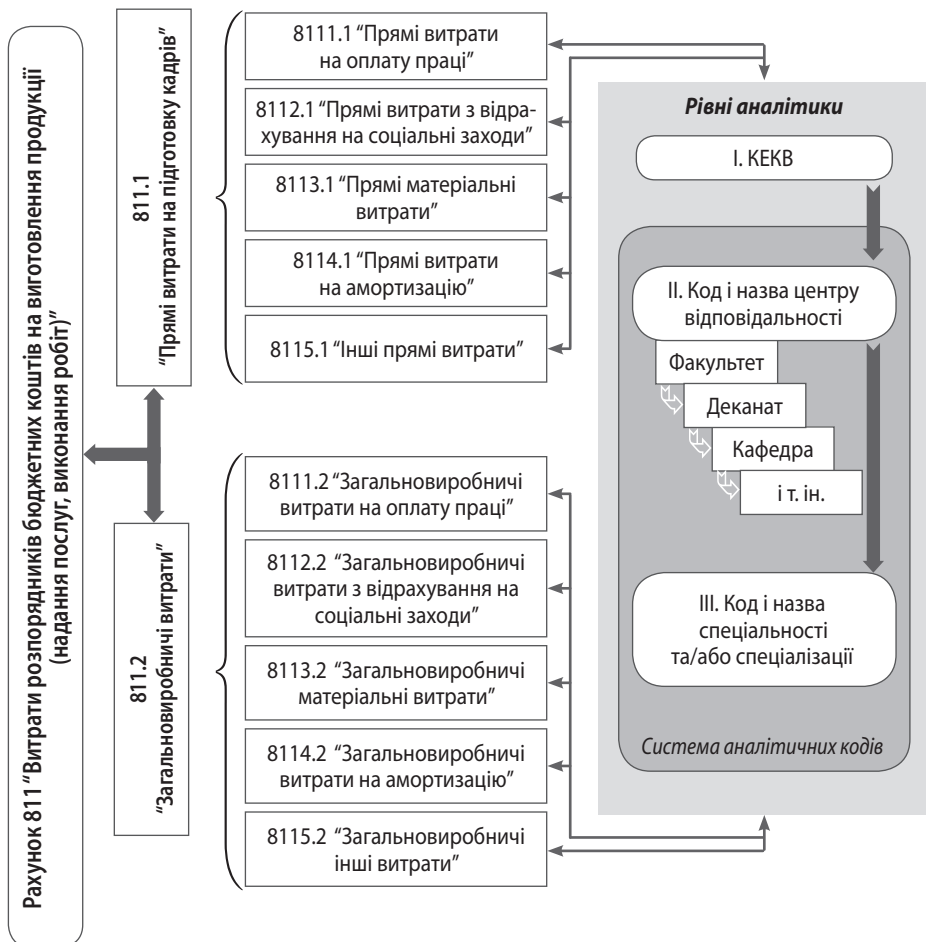 Рахунок 811 “Витрати розпорядників бюджетних коштів на виготовлення продукції
(надання послуг, виконання робіт)”
811.1
“Прямі витрати на підготовку кадрів”
8111.1 “Прямі витрати
на оплату праці”
8112.1 “Прямі витрати з відра-
хування на соціальні заходи”
8113.1 “Прямі матеріальні
витрати”
8114.1 “Прямі витрати
на амортизацію”
8115.1 “Інші прямі витрати”
811.2
“Загальновиробничі витрати”
8111.2 “Загальновиробничі
витрати на оплату праці”
8112.2 “Загальновиробничі
витрати з відрахування на
соціальні заходи”
8113.2 “Загальновиробничі
матеріальні витрати”
8114.2 “Загальновиробничі
витрати на амортизацію”
8115.2 “Загальновиробничі
інші витрати”
Рівні аналітики
І. КЕКВ
ІІ. Код і назва центру
відповідальності
Факультет
Деканат
Кафедра
і т. ін.
ІІІ. Код і назва
спеціальності
та/або спеціалізації
Система аналітичних кодів